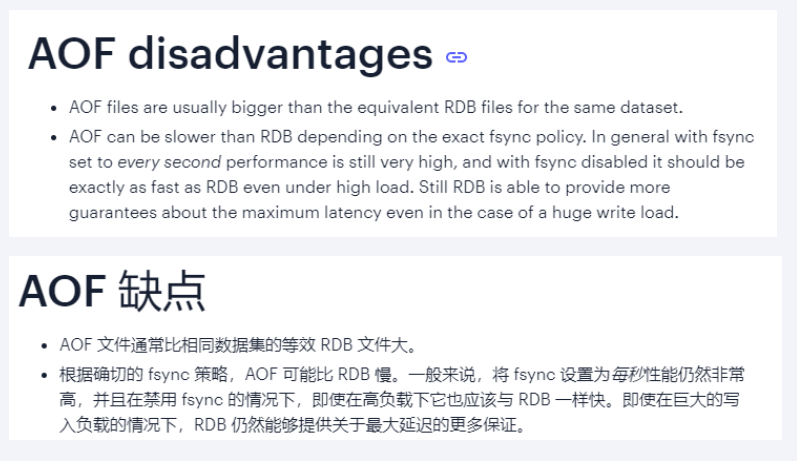 AOF disadvantages
• AOF files are usually bigger than the equivalent RDB files for the same dataset.
• AOF can be slower than RDB depending on the exact fsync policy. In general with fsync
set to every second performance is still very high, and with fsync disabled it should be
exactly as fast as RDB even under high load. Still RDB is able to provide more
guarantees about the maximum latency even in the case of a huge write load.
AOF 缺点
• AOF 文件通常比相同数据集的等效 RDB 文件大。
• 根据确切的 fsync 策略，AOF 可能比 RDB 慢。一般来说，将 fsync 设置为每秒性能仍然非常
高，并且在禁用 fsync 的情况下，即使在高负载下它也应该与 RDB 一样快。即使在巨大的写
入负载的情况下，RDB 仍然能够提供关于最大延迟的更多保证。